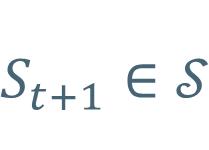 S_{t+1} ∈ 𝒮